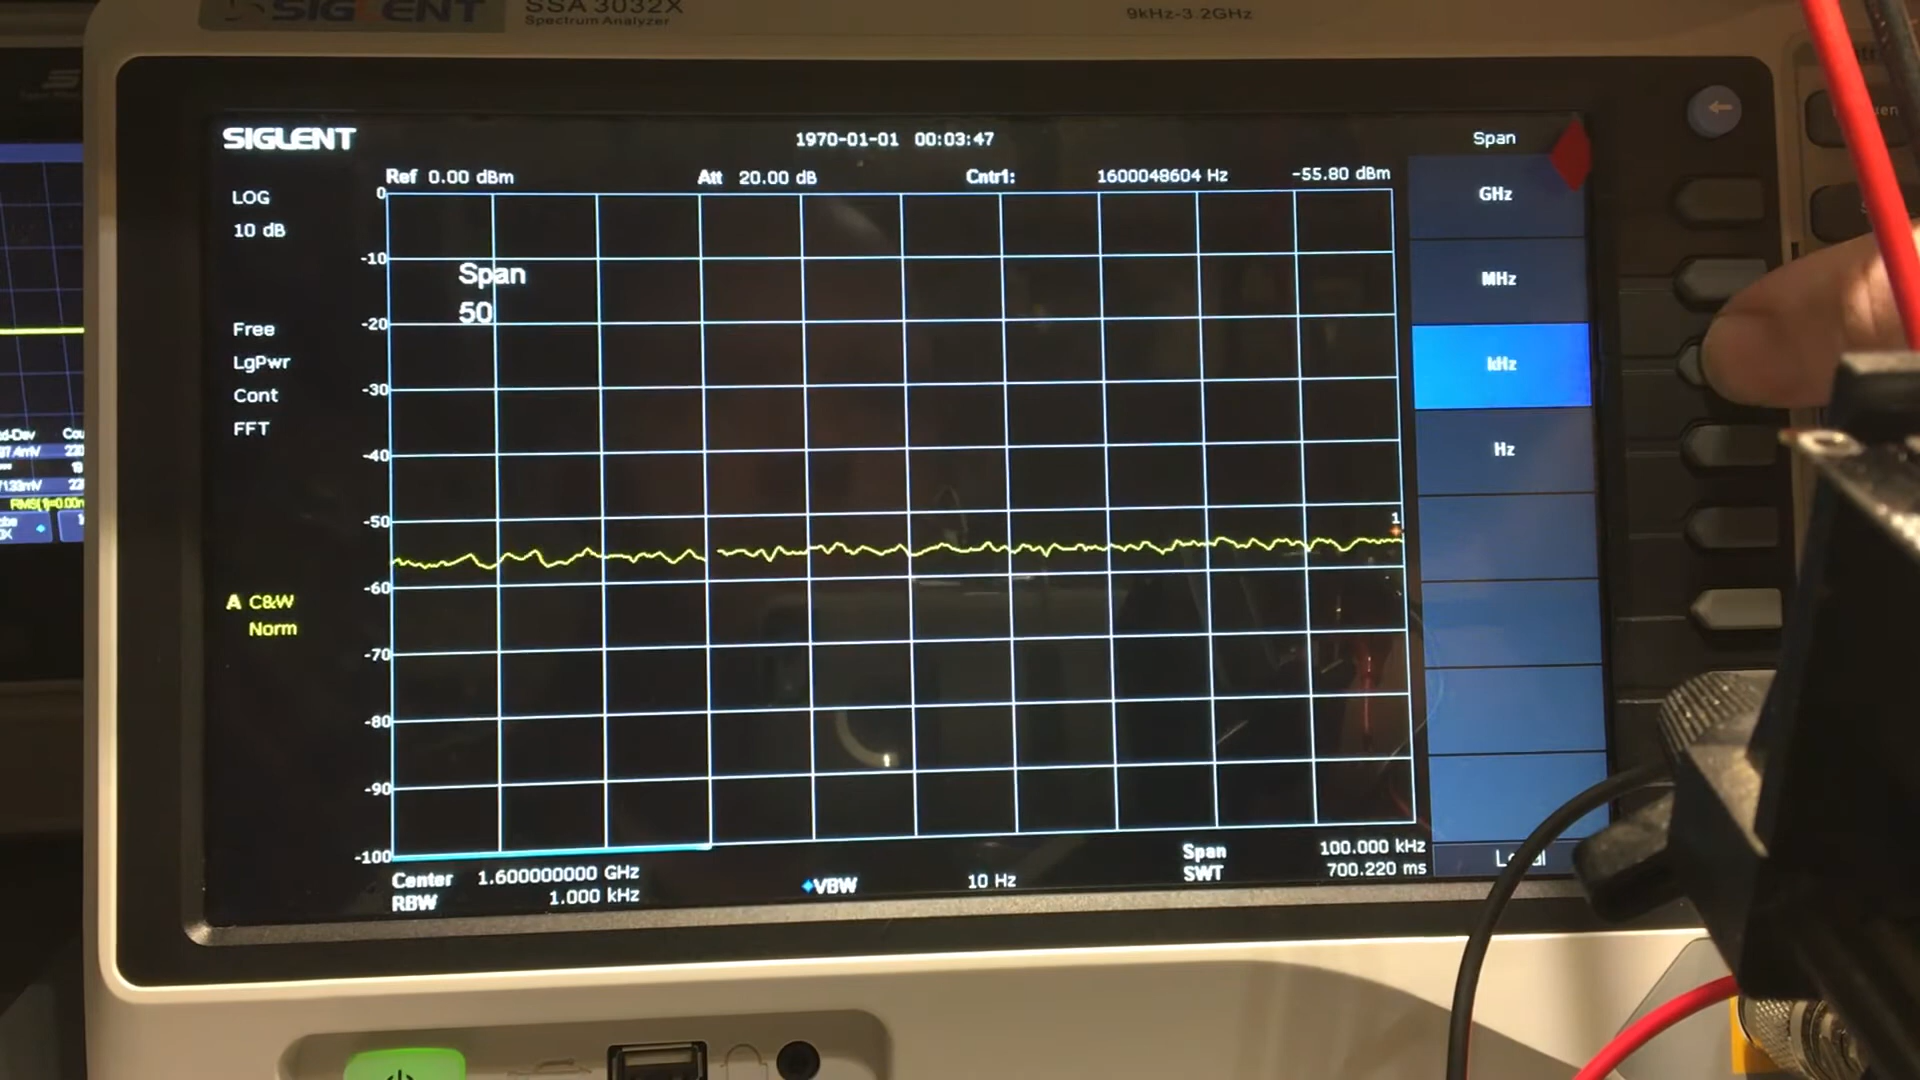 SIGLENT
SSA 3032X
Spectrum Analyzer
9kHz-3.2GHz
SIGLENT
1970-01-01 00:03:47
Span
Ref 0.00 dBm
Att 20.00 dB
Cntr1: 1600048604 Hz -55.80 dBm
LOG
10 dB
Free
LgPwr
Cont
FFT
A C&W
Norm
0
-10
-20
-30
-40
-50
-60
-70
-80
-90
-100
Span
50
1
GHz
MHz
kHz
Hz
Center 1.600000000 GHz
RBW 1.000 kHz
VBW 10 Hz
Span 100.000 kHz
SWT 700.220 ms